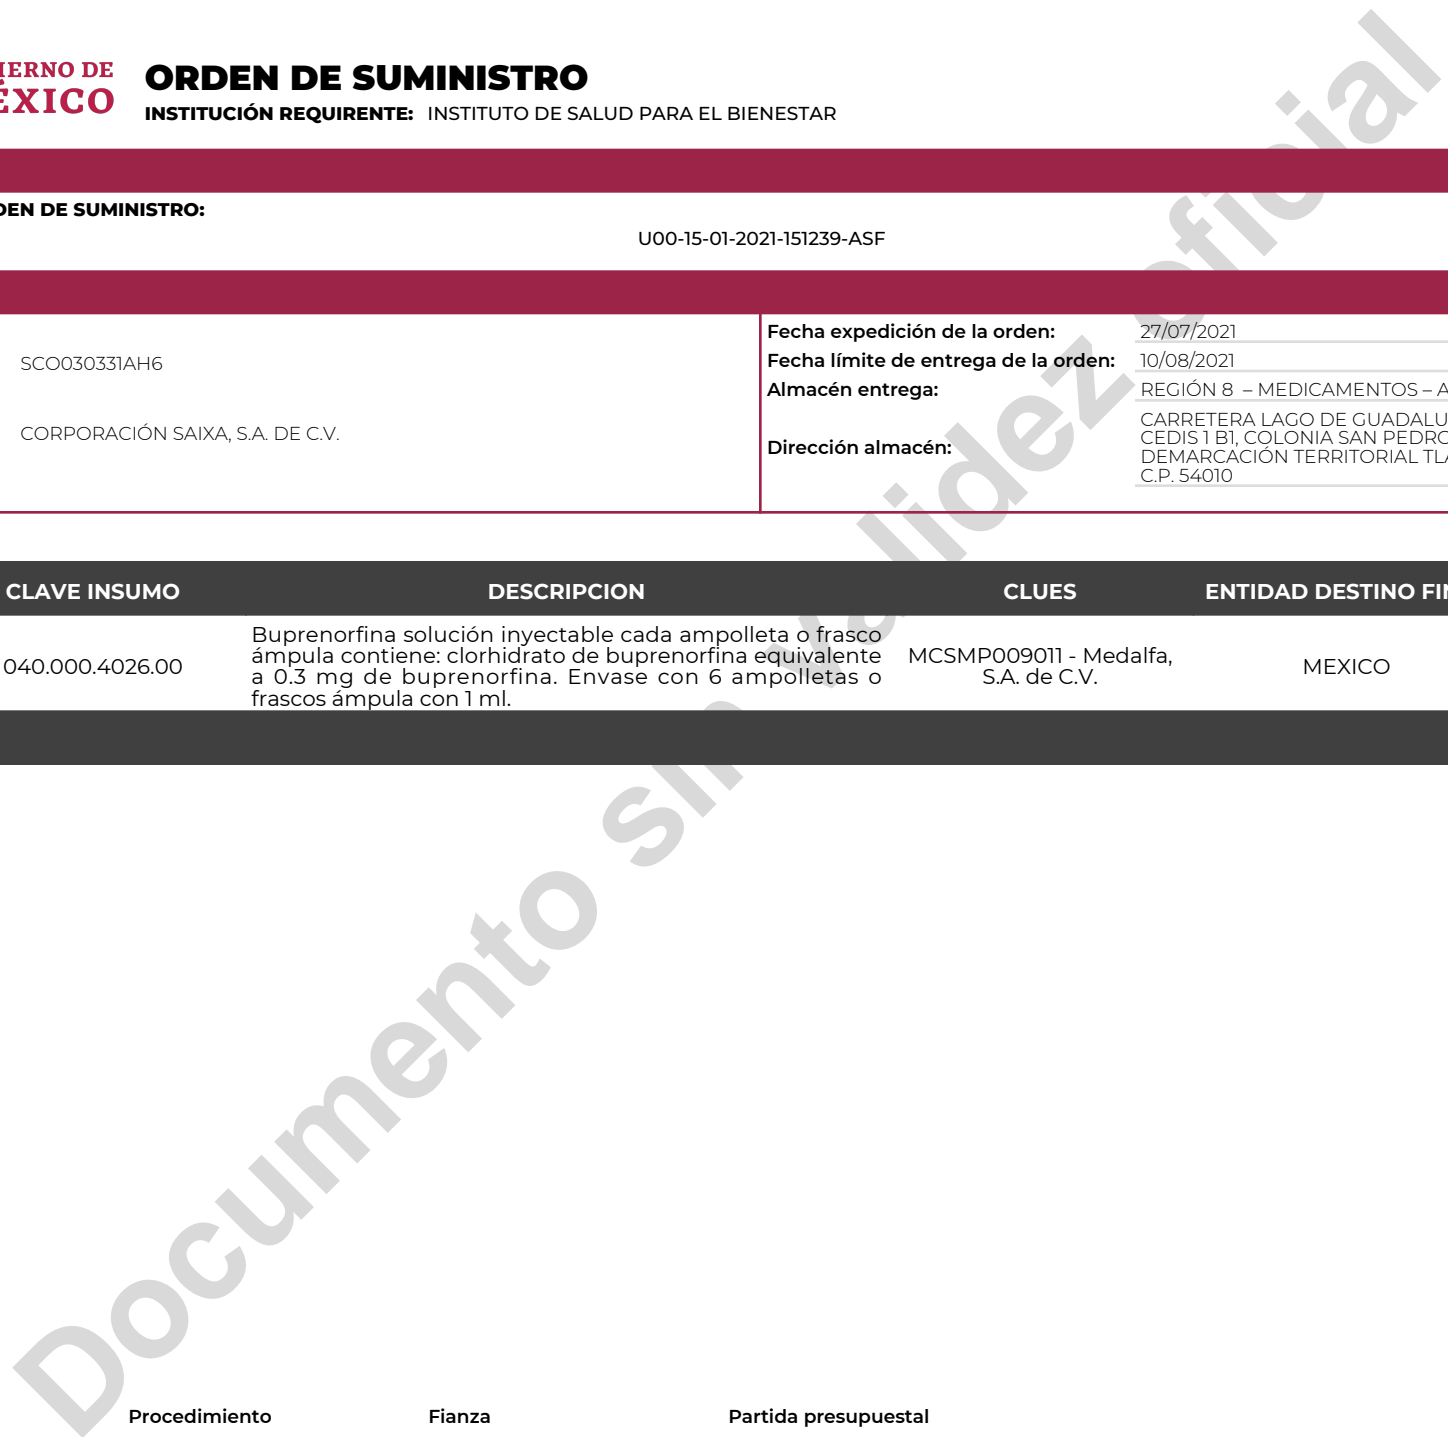 IERNO DE
ÉXICO
ORDEN DE SUMINISTRO
INSTITUCIÓN REQUIRENTE: INSTITUTO DE SALUD PARA EL BIENESTAR
DEN DE SUMINISTRO:
U00-15-01-2021-151239-ASF
SCO030331AH6
CORPORACIÓN SAIXA, S.A. DE C.V.
Fecha expedición de la orden: 27/07/2021
Fecha límite de entrega de la orden: 10/08/2021
Almacén entrega: REGIÓN 8 – MEDICAMENTOS – A
Dirección almacén:
CARRETERA LAGO DE GUADALU
CEDIS 1 B1, COLONIA SAN PEDRO
DEMARCACIÓN TERRITORIAL TLA
C.P. 54010
CLAVE INSUMO DESCRIPCION CLUES ENTIDAD DESTINO FIN
040.000.4026.00
Buprenorfina solución inyectable cada ampolleta o frasco
ámpula contiene: clorhidrato de buprenorfina equivalente
a 0.3 mg de buprenorfina. Envase con 6 ampolletas o
frascos ámpula con 1 ml.
MCSMP009011 - Medalfa,
S.A. de C.V.
MEXICO
Documento sin validez oficial
Procedimiento Fianza Partida presupuestal